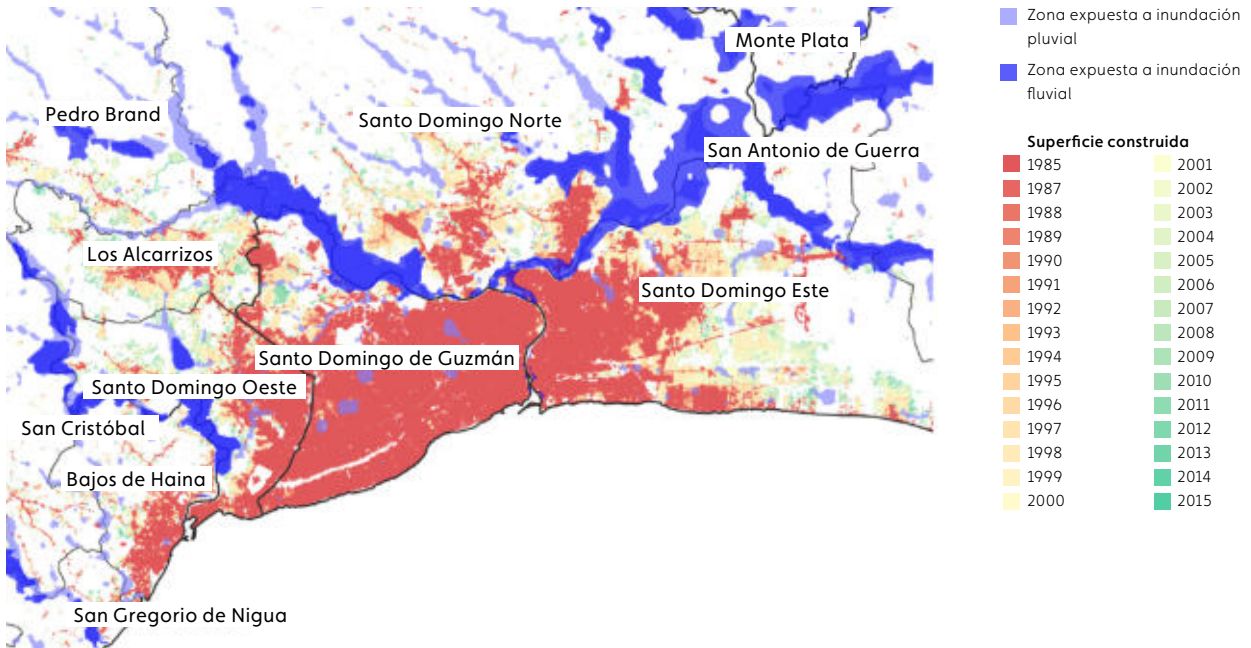 Monte Plata
Pedro Brand
Santo Domingo Norte
San Antonio de Guerra
Los Alcarrizos
Santo Domingo Este
Santo Domingo de Guzmán
Santo Domingo Oeste
San Cristóbal
Bajos de Haina
San Gregorio de Nigua
Zona expuesta a inundación
pluvial
Zona expuesta a inundación
fluvial
Superficie construida
1985
1987
1988
1989
1990
1991
1992
1993
1994
1995
1996
1997
1998
1999
2000
2001
2002
2003
2004
2005
2006
2007
2008
2009
2010
2011
2012
2013
2014
2015